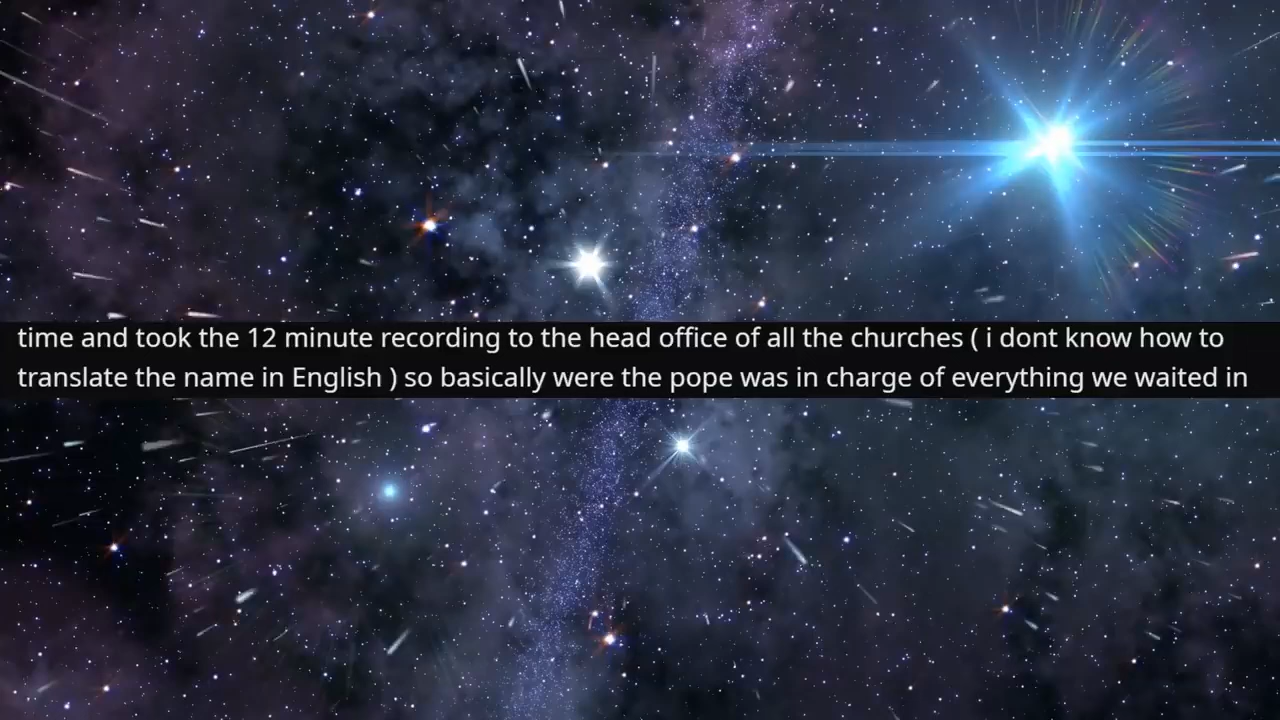 time and took the 12 minute recording to the head office of all the churches ( i dont know how to
translate the name in English ) so basically were the pope was in charge of everything we waited in